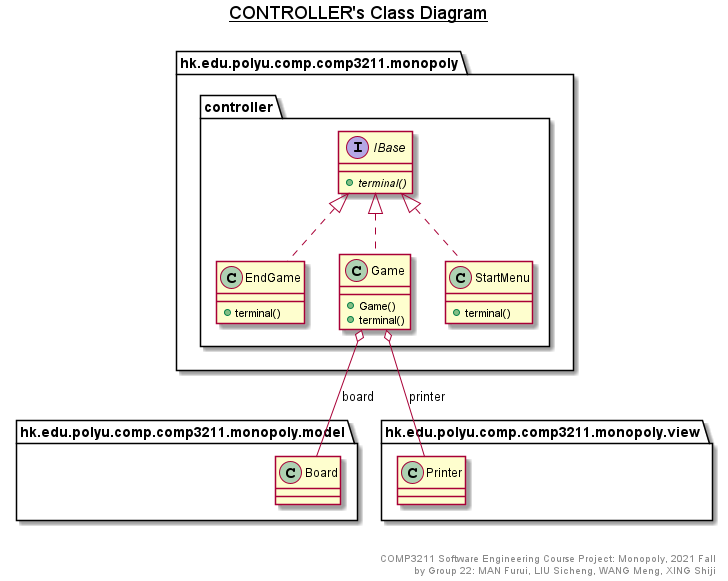 CONTROLLER's Class Diagram
hk.edu.polyu.comp.comp3211.monopoly
controller
I IBase
terminal()
C EndGame
terminal()
C Game
Game()
terminal()
C StartMenu
terminal()
board
printer
hk.edu.polyu.comp.comp3211.monopoly.model
C Board
hk.edu.polyu.comp.comp3211.monopoly.view
C Printer
COMP3211 Software Engineering Course Project: Monopoly, 2021 Fall
by Group 22: MAN Furui, LIU Sicheng, WANG Meng, XING Shiji